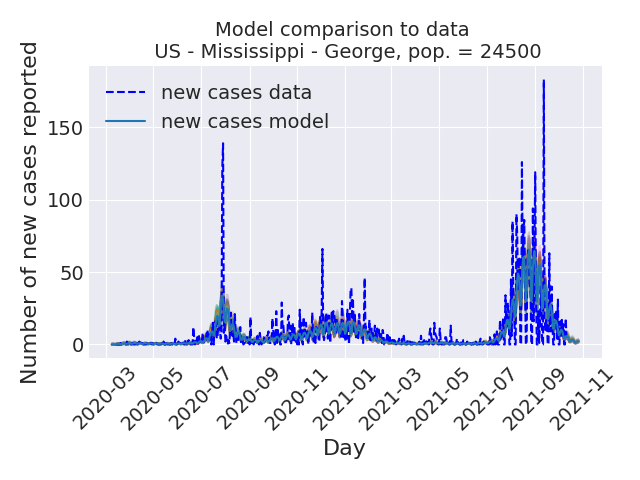 Model comparison to data
US - Mississippi - George, pop. = 24500
new cases data
new cases model
Number of new cases reported
150
100
50
0
2020-03
2020-05
2020-07
2020-09
2020-11
2021-01
2021-03
2021-05
2021-07
2021-09
2021-11
Day